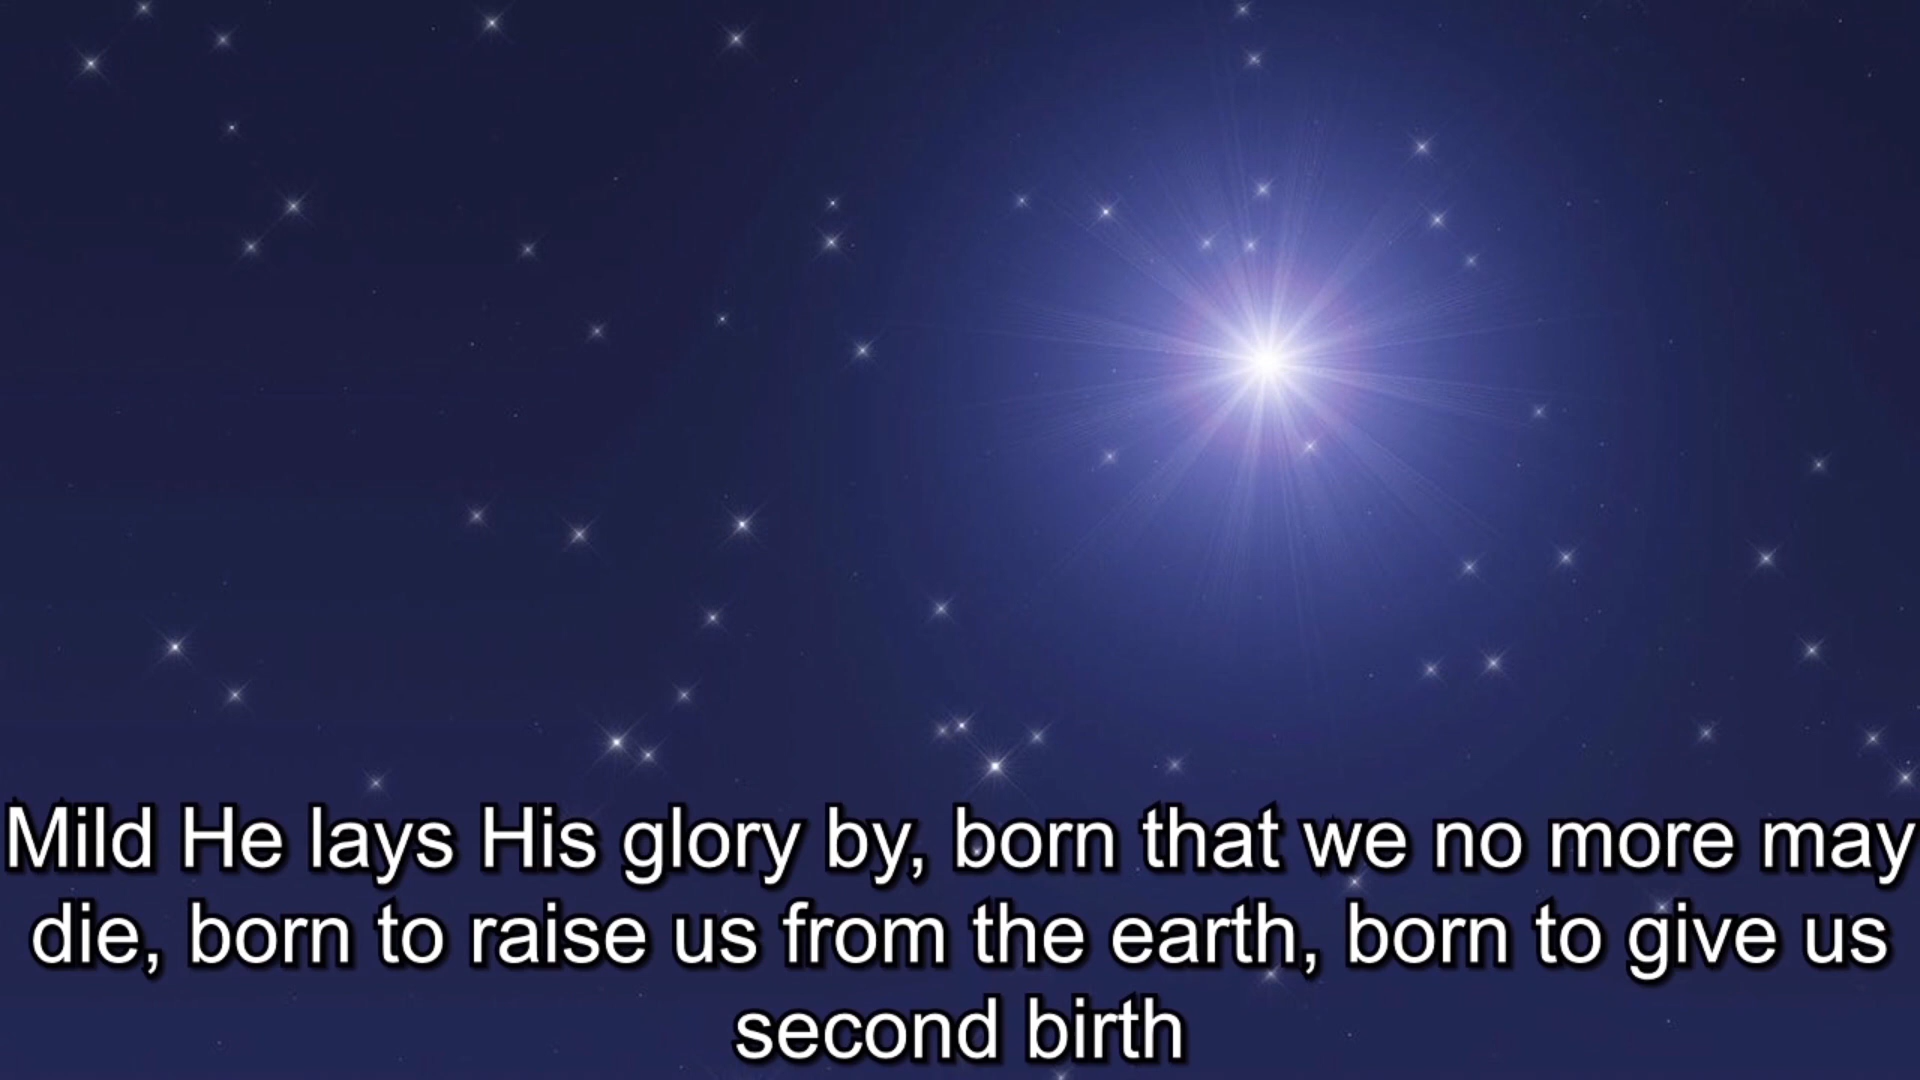 Mild He lays His glory by, born that we no more may
die, born to raise us from the earth, born to give us
second birth